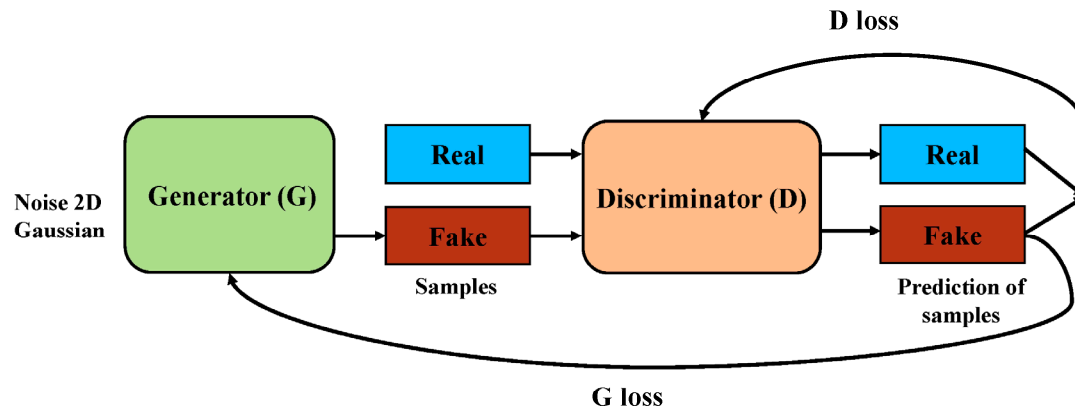 D loss
Noise 2D
Gaussian
Generator (G)
Real
Fake
Samples
Discriminator (D)
Real
Fake
Prediction of
samples
G loss